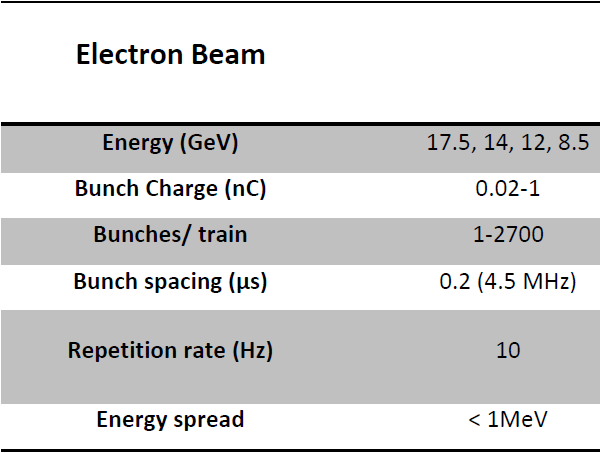 Electron Beam
Energy (GeV) 17.5, 14, 12, 8.5
Bunch Charge (nC) 0.02-1
Bunches/ train 1-2700
Bunch spacing (μs) 0.2 (4.5 MHz)
Repetition rate (Hz) 10
Energy spread < 1MeV